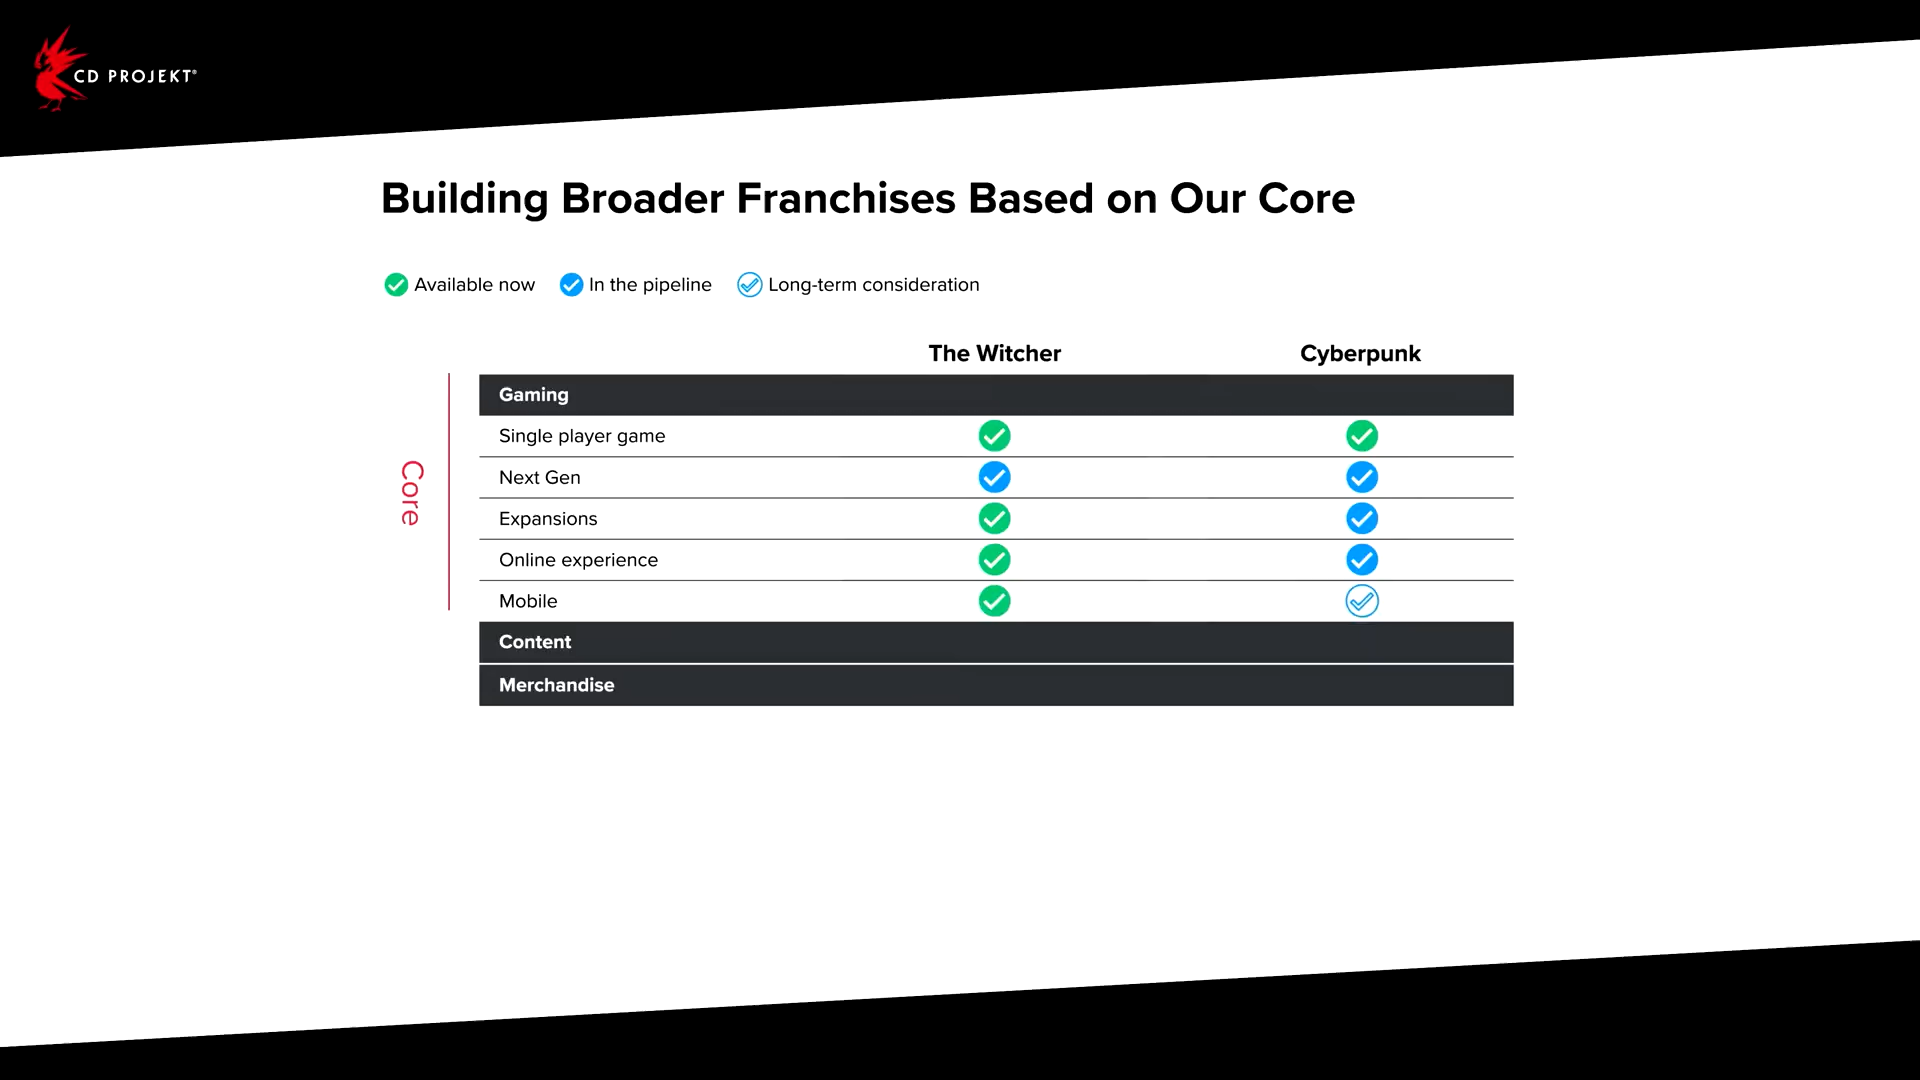 CD PROJEKT®
Building Broader Franchises Based on Our Core
Available now In the pipeline Long-term consideration
The Witcher Cyberpunk
Core
Gaming
Single player game
Next Gen
Expansions
Online experience
Mobile
Content
Merchandise